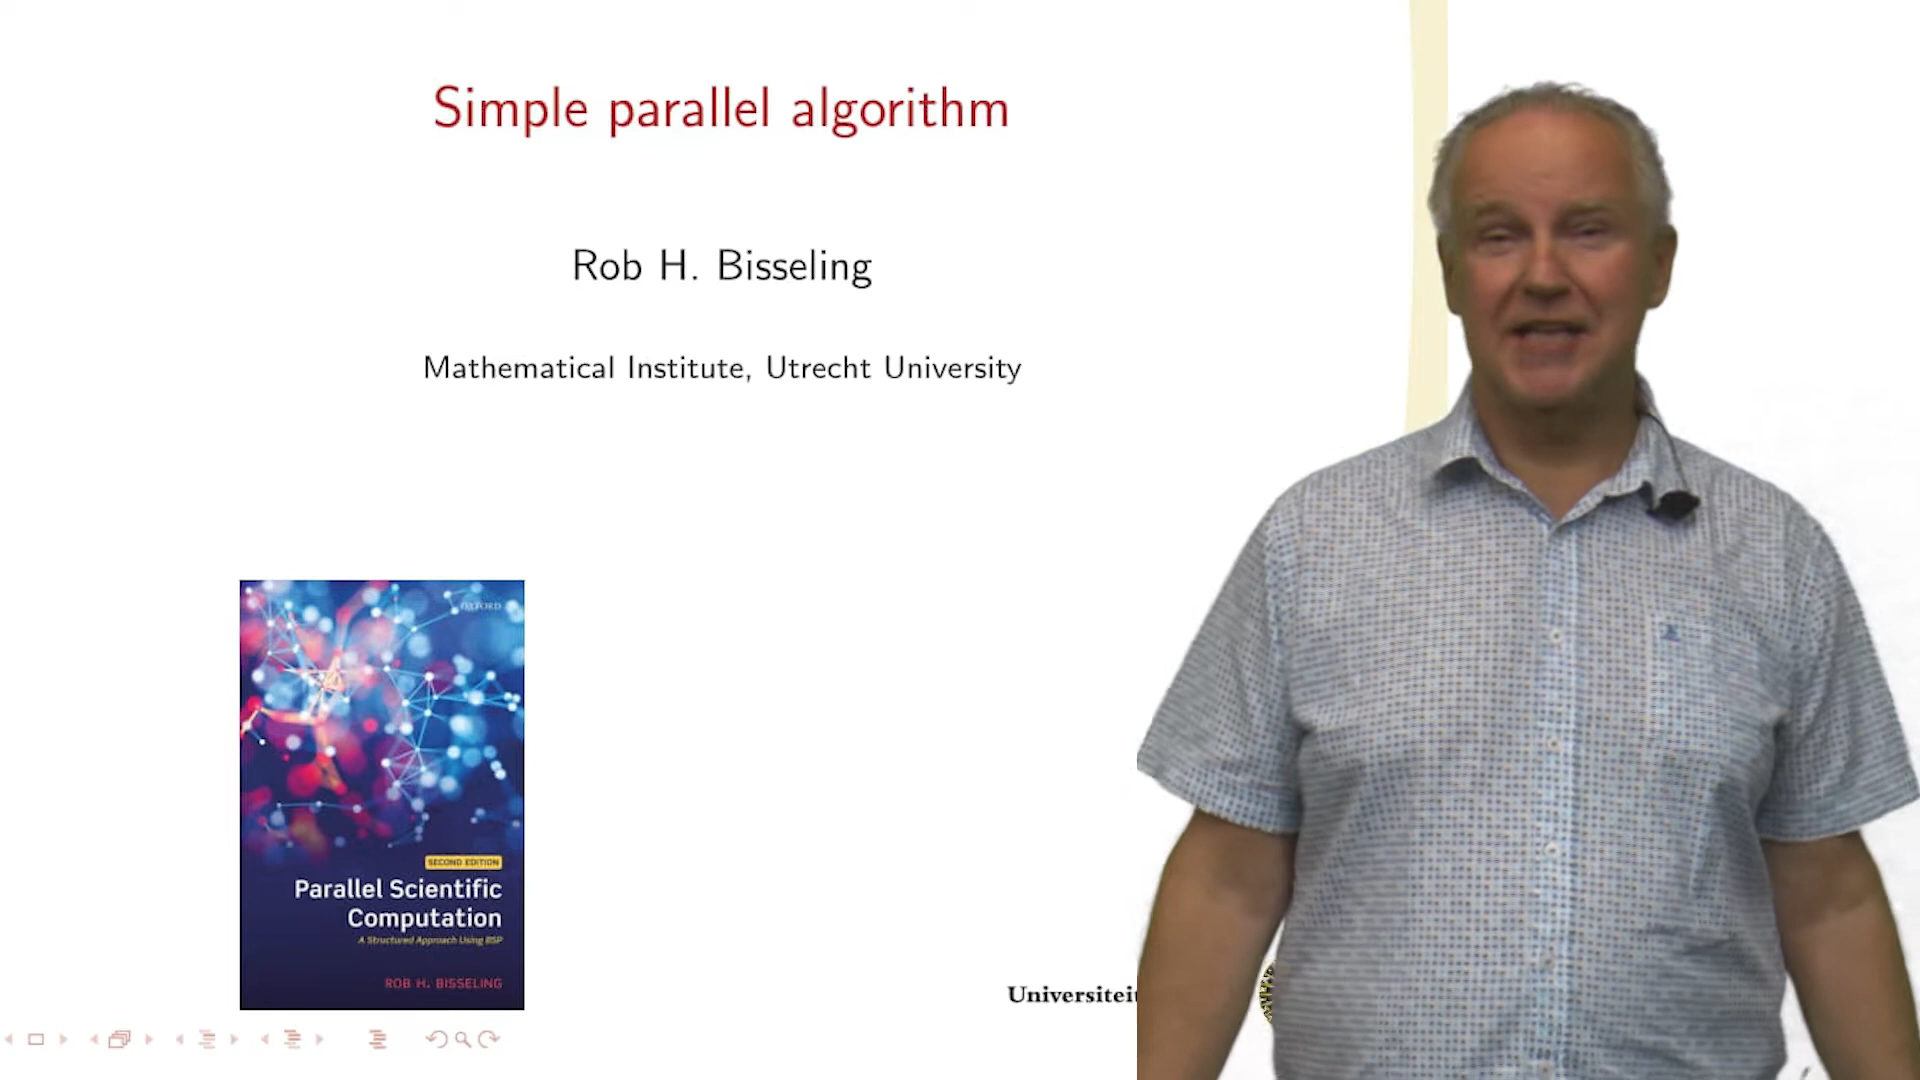 Simple parallel algorithm
Rob H. Bisseling
Mathematical Institute, Utrecht University
OXFORD
SECOND EDITION
Parallel Scientific
Computation
A Structured Approach Using BSP
ROB H. BISSELING